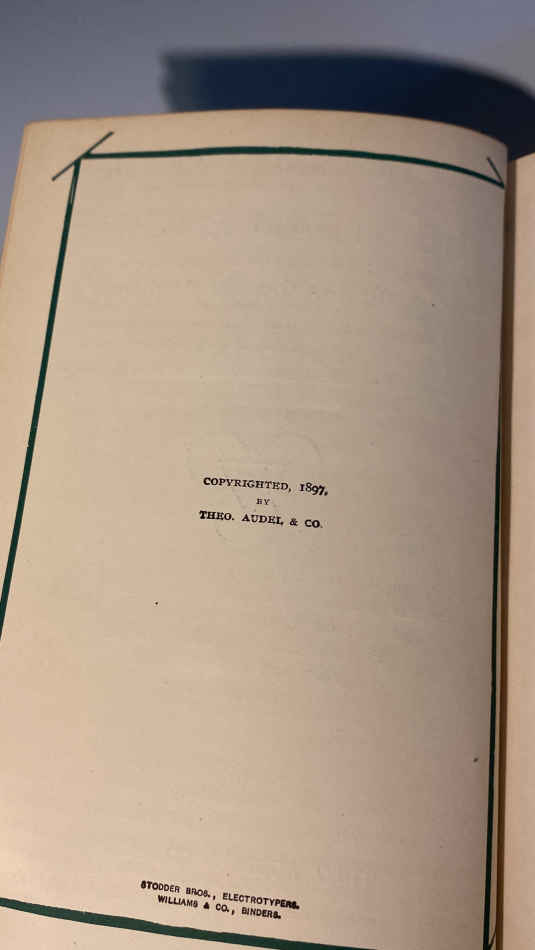 COPYRIGHTED, 1897,
BY
THEO. AUDEL & CO.
STODDER BROS., ELECTROTYPERS.
WILLIAMS & CO., BINDERS.